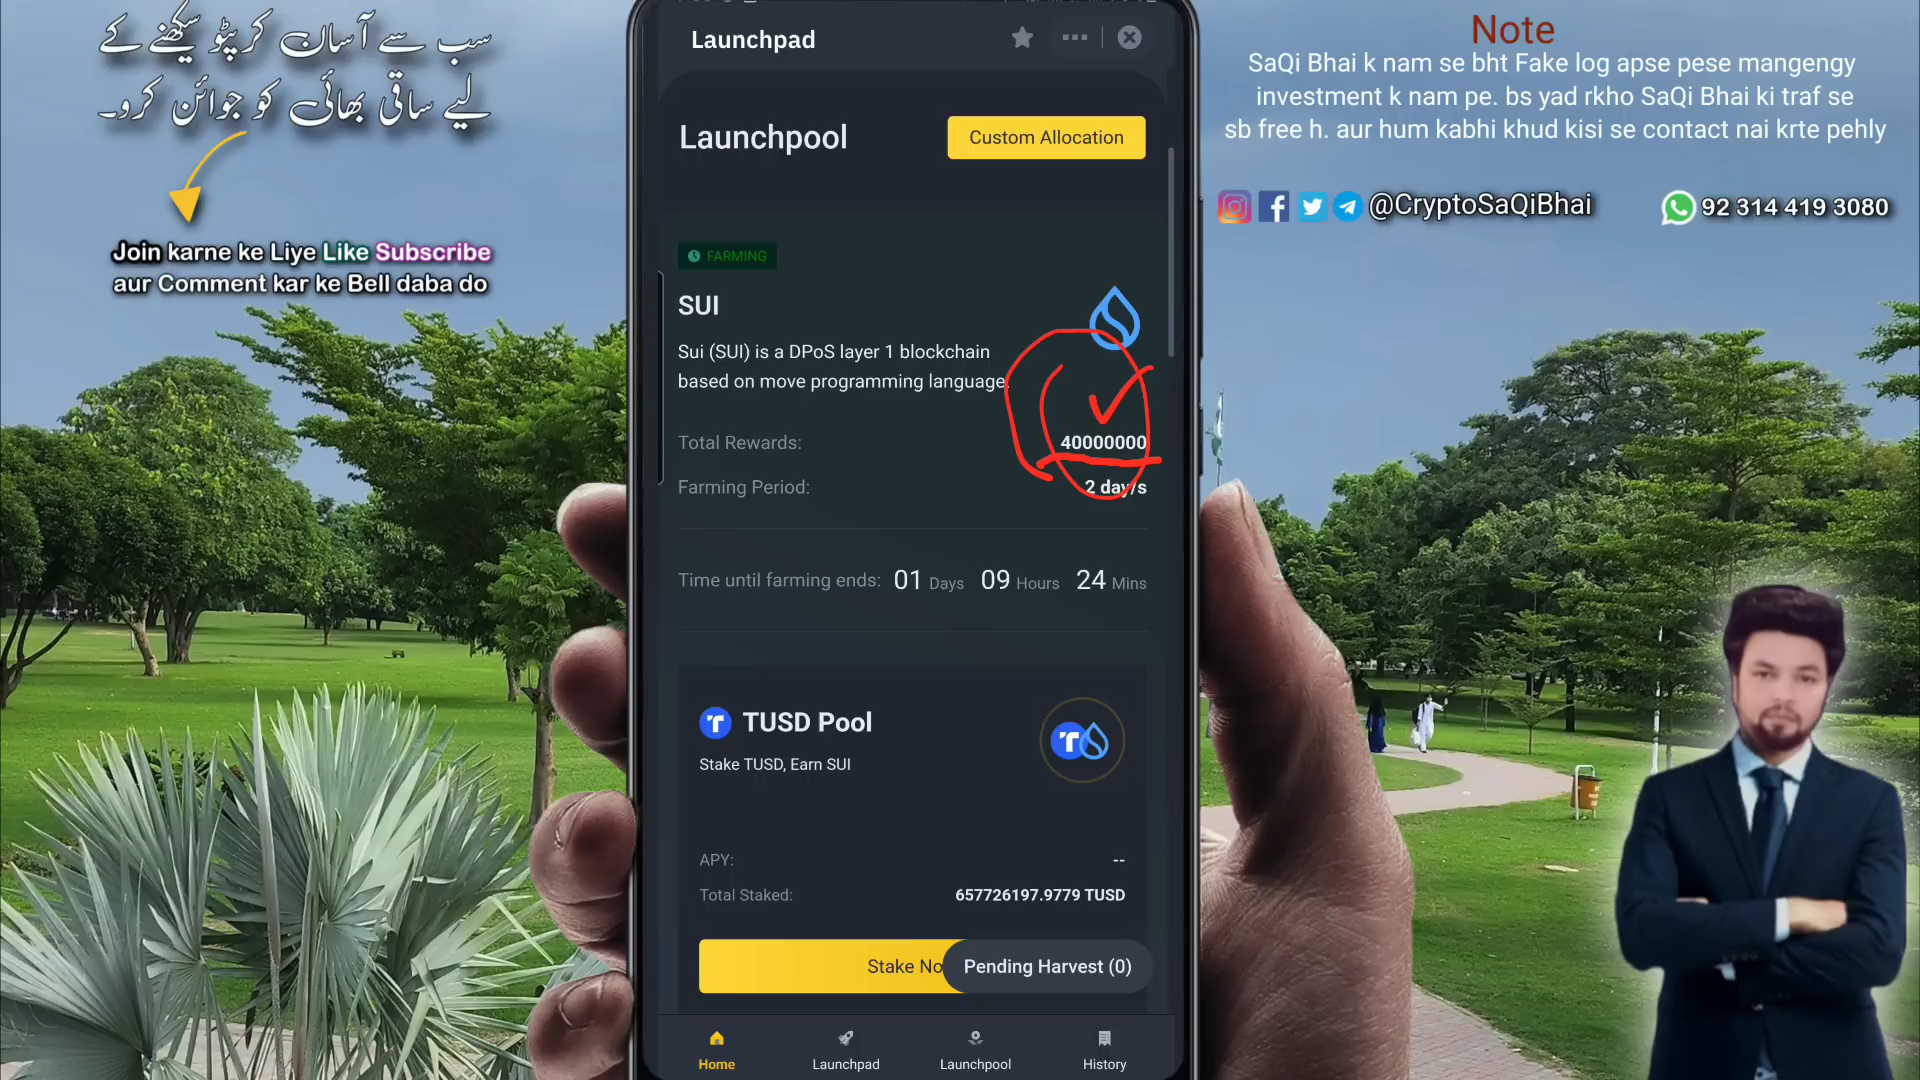 سب سے آسان کرپٹو سکھنے کے
لیے ساقی بھائی کو جوائن کرو۔
Join karne ke Liye Like Subscribe
aur Comment kar ke Bell daba do
Launchpad
Launchpool
Custom Allocation
FARMING
SUI
Sui (SUI) is a DPoS layer 1 blockchain
based on move programming language.
Total Rewards: 40000000
Farming Period: 2 day/s
Time until farming ends: 01 Days 09 Hours 24 Mins
TUSD Pool
Stake TUSD, Earn SUI
APY: --
Total Staked: 657726197.9779 TUSD
Stake No
Pending Harvest (0)
Home Launchpad Launchpool History
Note
SaQi Bhai k nam se bht Fake log apse pese mangengy
investment k nam pe. bs yad rkho SaQi Bhai ki traf se
sb free h. aur hum kabhi khud kisi se contact nai krte pehly
@CryptoSaQiBhai 92 314 419 3080